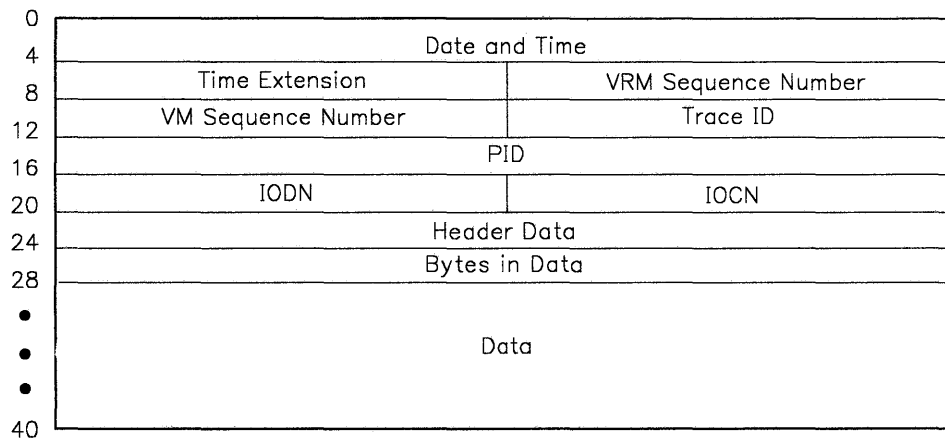 0
Date and Time
4
Time Extension VRM Sequence Number
8
VM Sequence Number Trace ID
12
PID
16
IODN IOCN
20
Header Data
24
Bytes in Data
28
Data
40